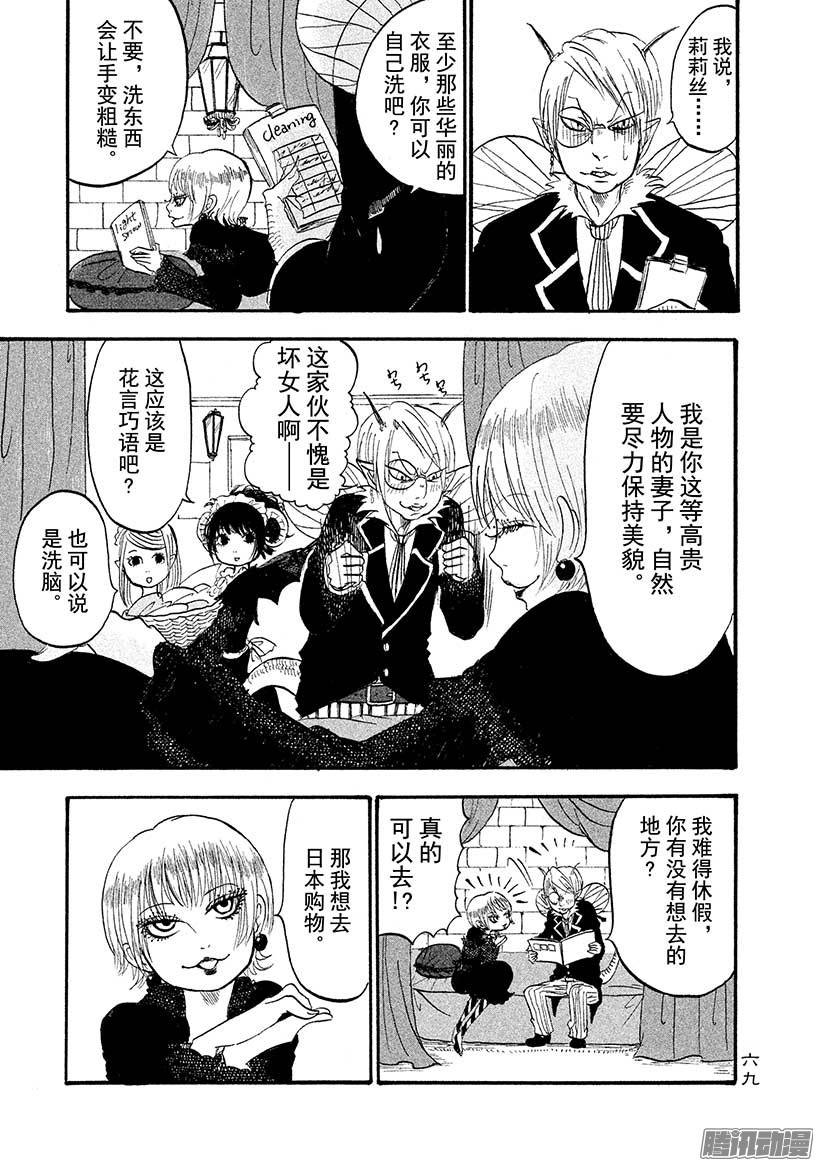 我说，
莉莉丝……
至少那些华丽的
衣服，你可以
自己洗吧？
cleaning
不要，洗东西
会让手变粗糙。
light
我是你这等高贵
人物的妻子，自然
要尽力保持美貌。
这家伙不愧是
坏女人啊——
这应该是
花言巧语吧？
也可以说
是洗脑。
我难得休假，
你有没有想去的
地方？
真的
可以去!?
那我想去
日本购物。
六九
腾讯动漫